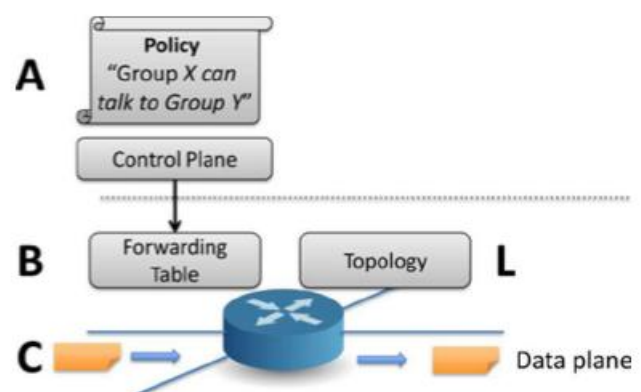 Policy
A
“Group X can
talk to Group Y”
Control Plane
B
Forwarding
Table
Topology
L
C
Data plane